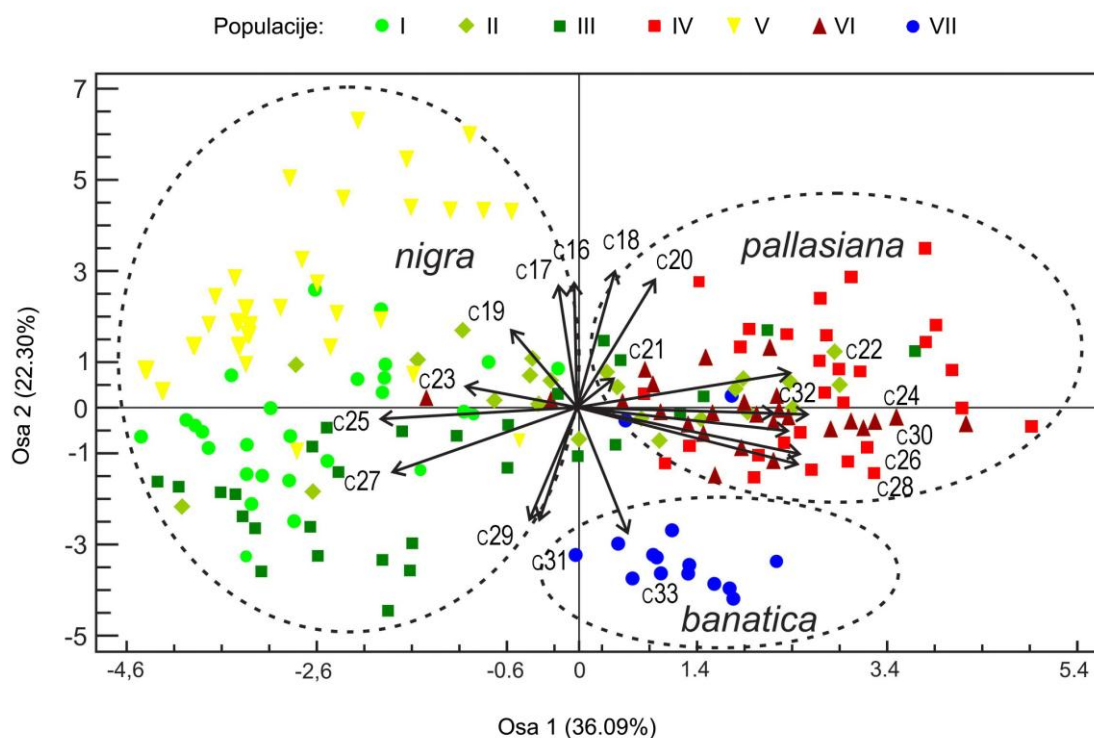 Populacije: I II III IV V VI VII
7
5
3
1
0
-1
-3
-5
Osa 2 (22.30%)
nigra
pallasiana
banatica
c16
c18
c17
c20
c19
c21
c22
c23
c32
c24
c25
c30
c26
c27
c28
c29
c31
c33
-4,6 -2,6 -0.6 0 1.4 3.4 5.4
Osa 1 (36.09%)